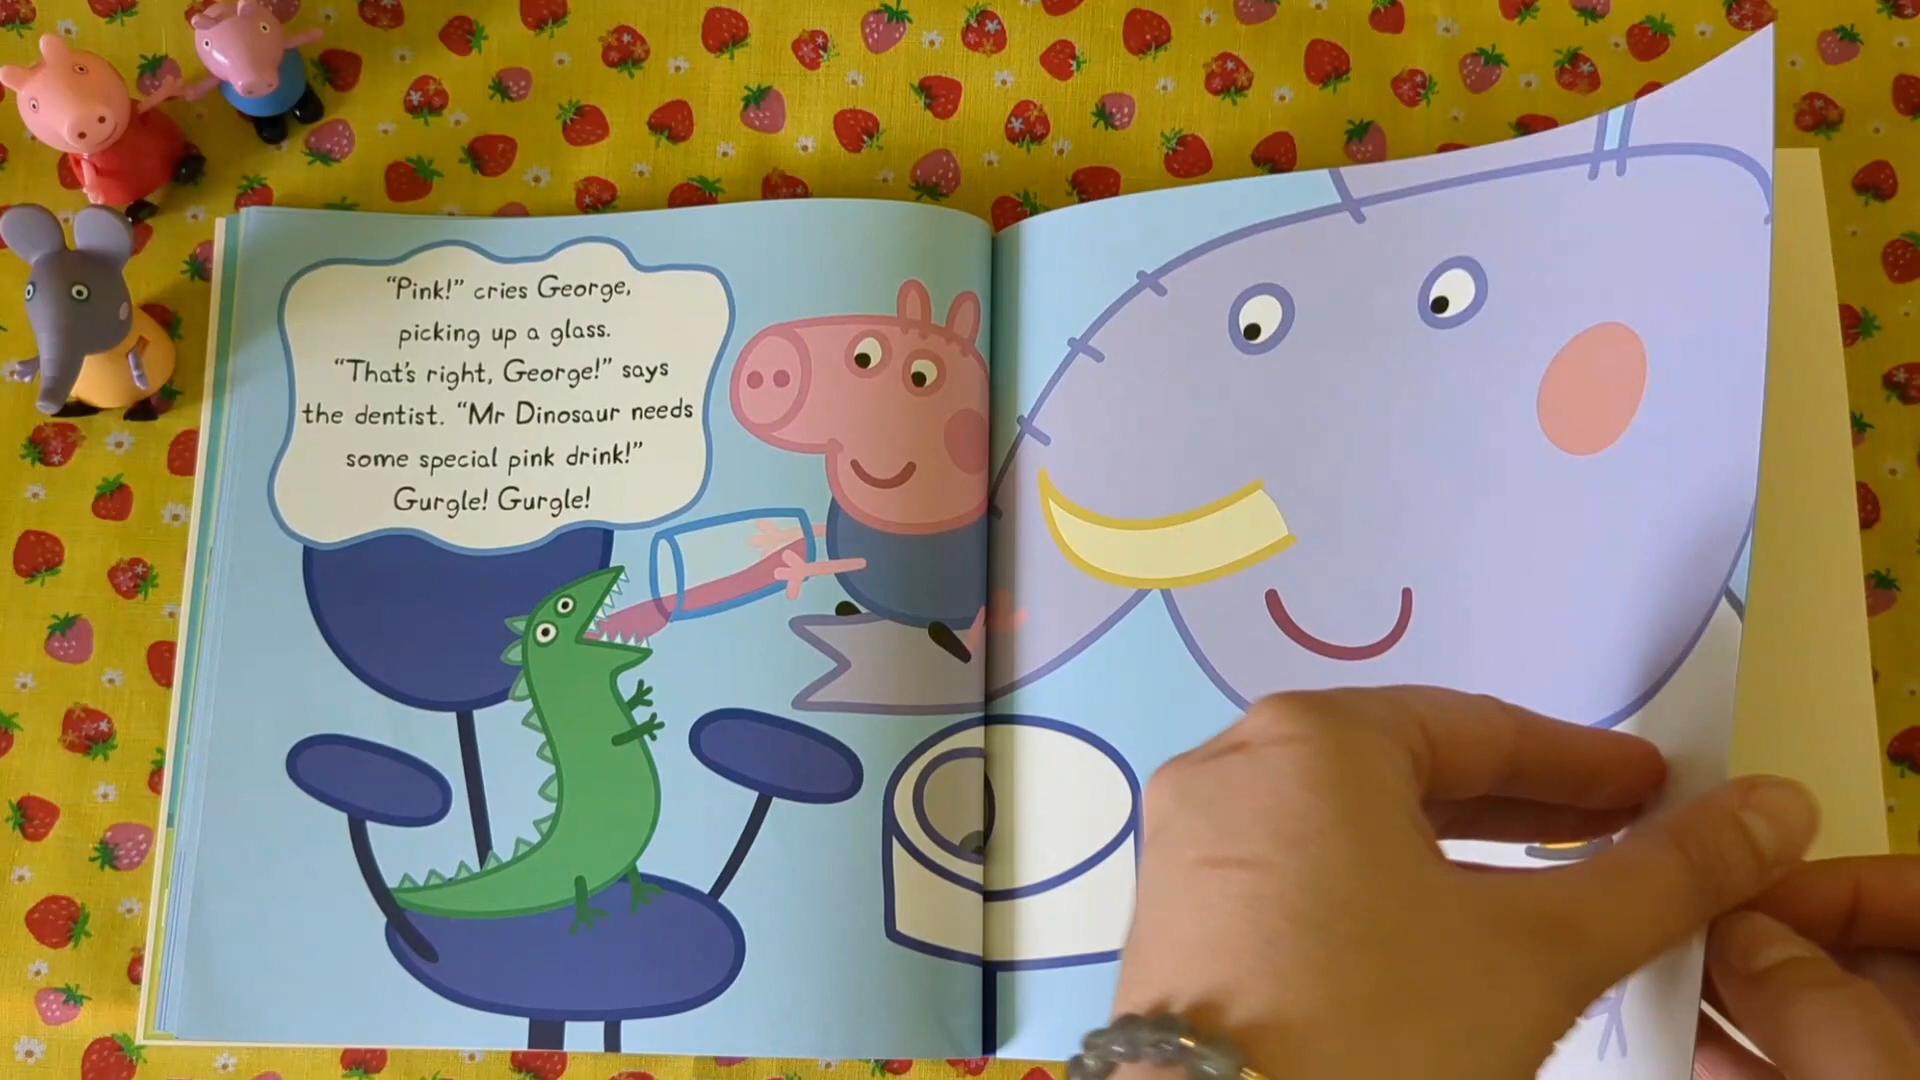 “Pink!” cries George,
picking up a glass.
“That’s right, George!” says
the dentist. “Mr Dinosaur needs
some special pink drink!”
Gurgle! Gurgle!